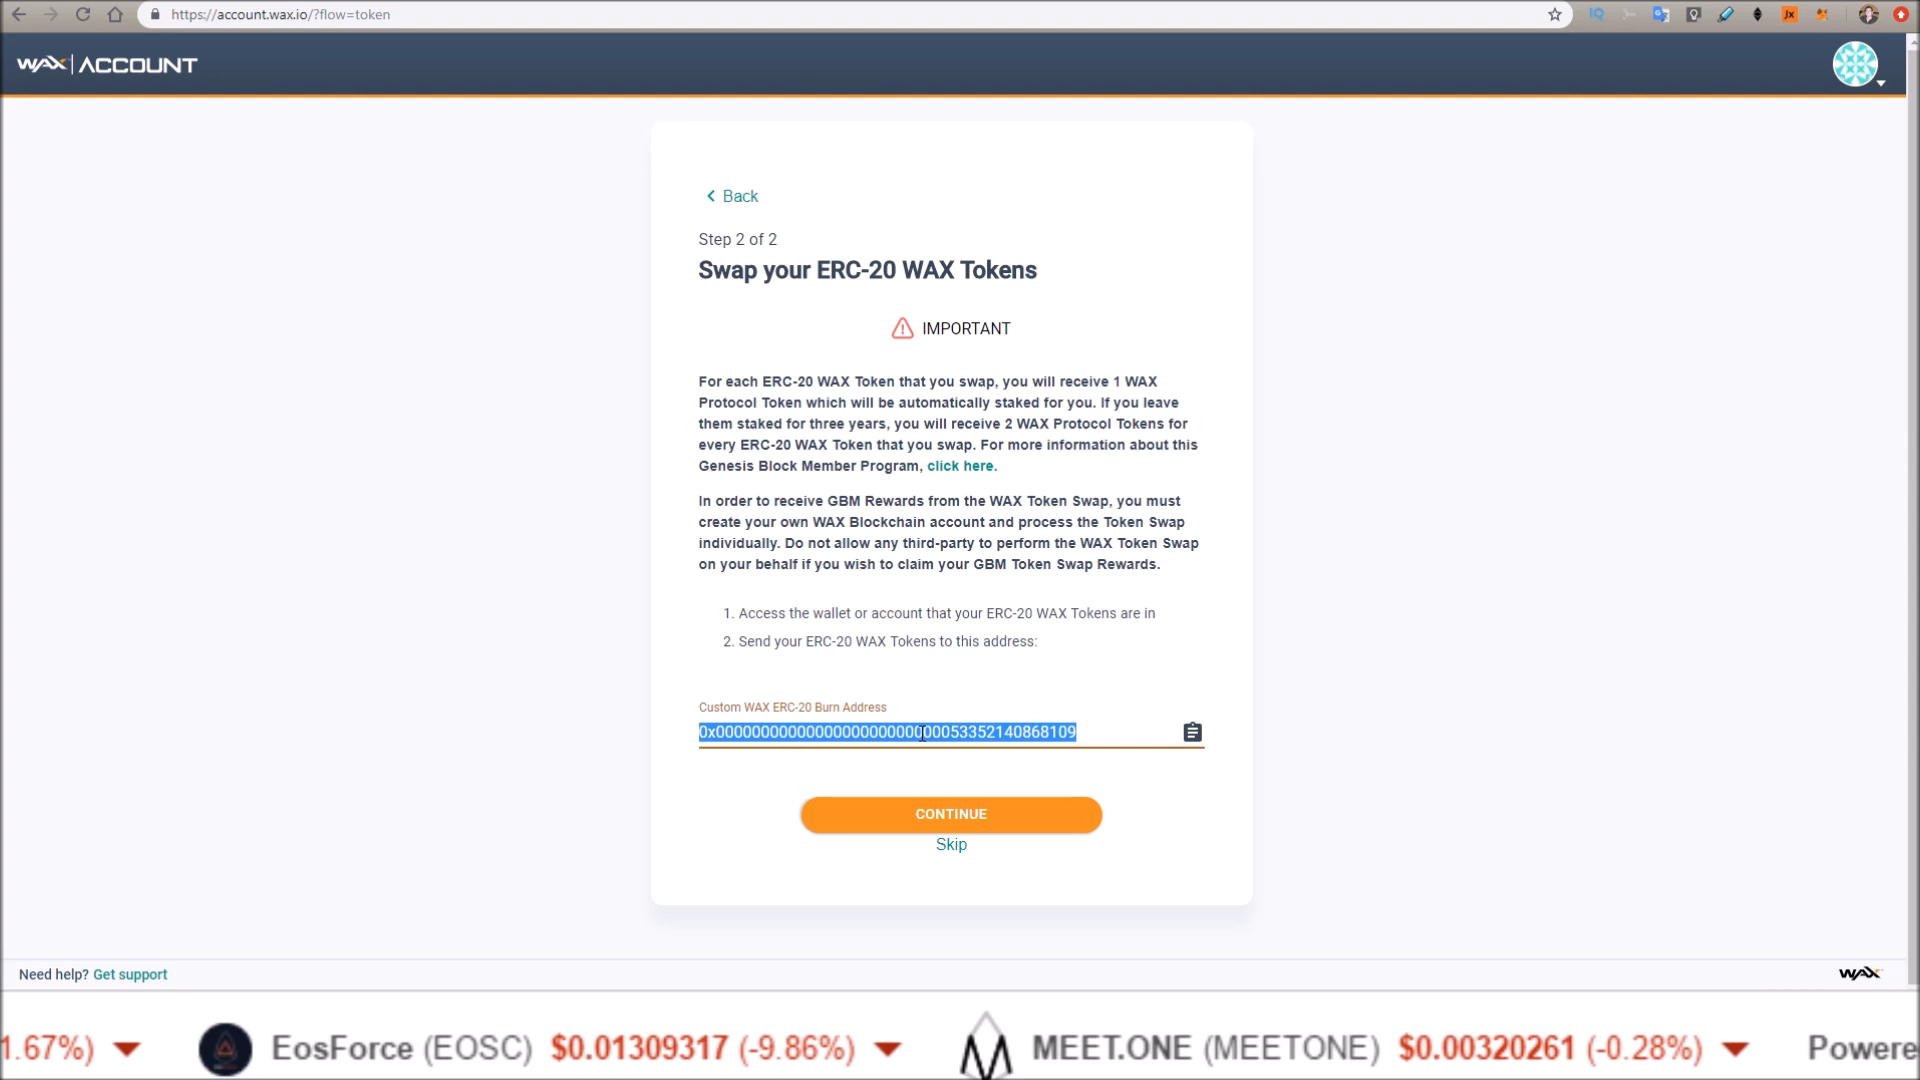 https://account.wax.io/?flow=token
WAX | ACCOUNT
Back
Step 2 of 2
Swap your ERC-20 WAX Tokens
IMPORTANT
For each ERC-20 WAX Token that you swap, you will receive 1 WAX
Protocol Token which will be automatically staked for you. If you leave
them staked for three years, you will receive 2 WAX Protocol Tokens for
every ERC-20 WAX Token that you swap. For more information about this
Genesis Block Member Program, click here.
In order to receive GBM Rewards from the WAX Token Swap, you must
create your own WAX Blockchain account and process the Token Swap
individually. Do not allow any third-party to perform the WAX Token Swap
on your behalf if you wish to claim your GBM Token Swap Rewards.
1. Access the wallet or account that your ERC-20 WAX Tokens are in
2. Send your ERC-20 WAX Tokens to this address:
Custom WAX ERC-20 Burn Address
0x0000000000000000000000000053352140868109
CONTINUE
Skip
Need help? Get support
WAX
1.67%) EosForce (EOSC) $0.01309317 (-9.86%) MEET.ONE (MEETONE) $0.00320261 (-0.28%) Powere